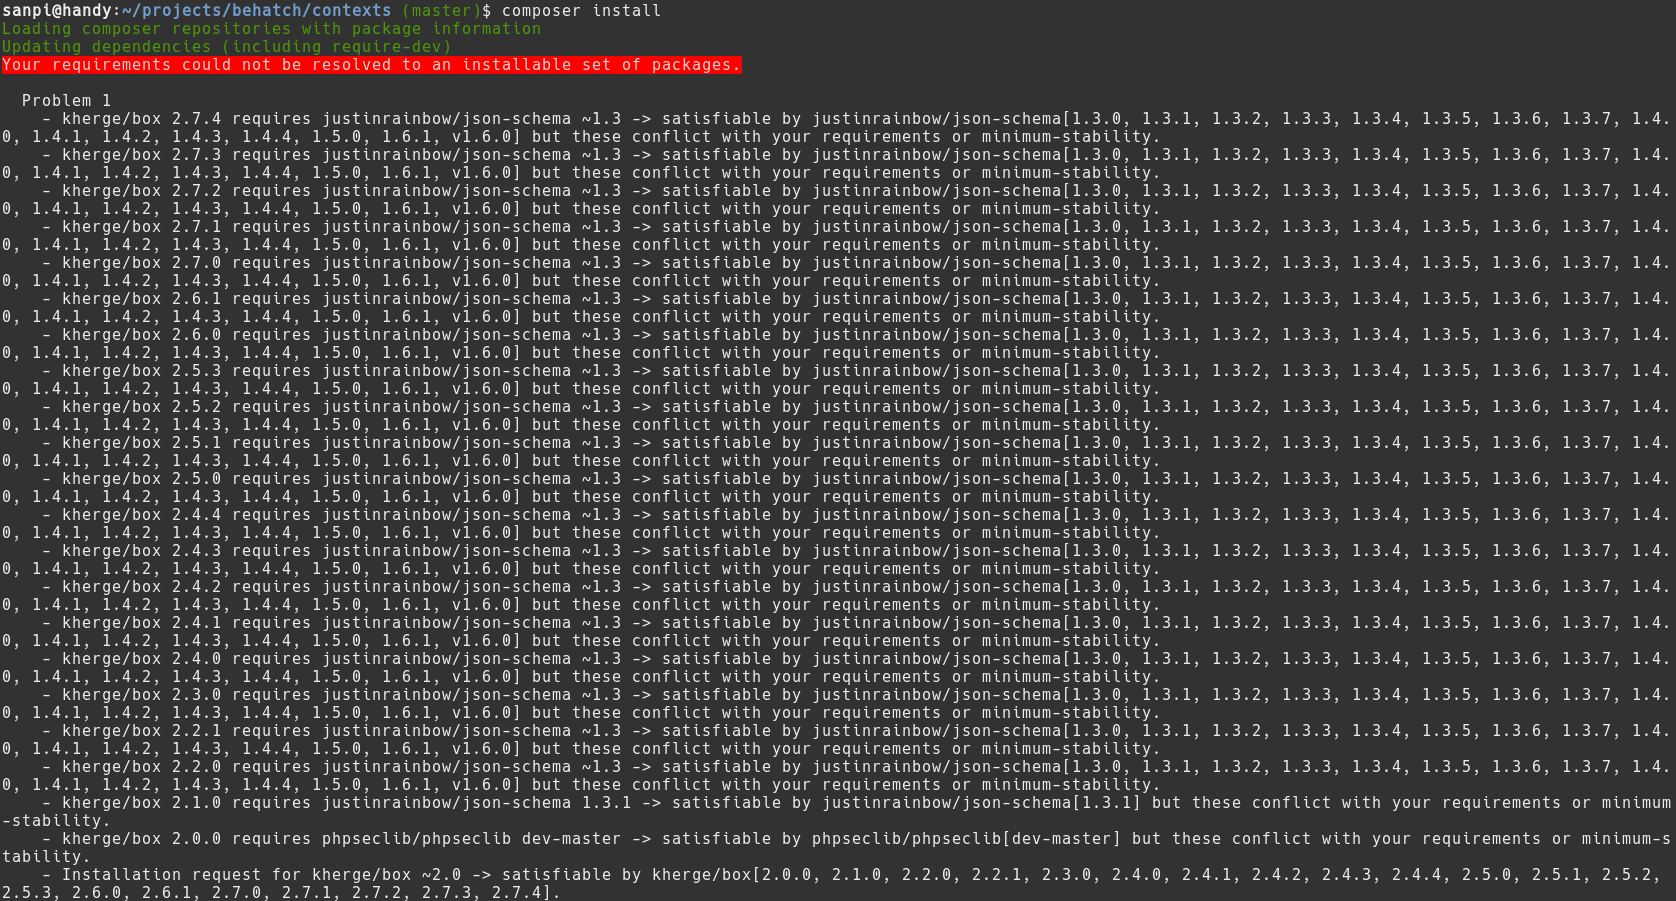 sanpi@handy:~/projects/behatch/contexts (master)$ composer install
Loading composer repositories with package information
Updating dependencies (including require-dev)
Your requirements could not be resolved to an installable set of packages.
  Problem 1
    - kherge/box 2.7.4 requires justinrainbow/json-schema ~1.3 -> satisfiable by justinrainbow/json-schema[1.3.0, 1.3.1, 1.3.2, 1.3.3, 1.3.4, 1.3.5, 1.3.6, 1.3.7, 1.4.
0, 1.4.1, 1.4.2, 1.4.3, 1.4.4, 1.5.0, 1.6.1, v1.6.0] but these conflict with your requirements or minimum-stability.
    - kherge/box 2.7.3 requires justinrainbow/json-schema ~1.3 -> satisfiable by justinrainbow/json-schema[1.3.0, 1.3.1, 1.3.2, 1.3.3, 1.3.4, 1.3.5, 1.3.6, 1.3.7, 1.4.
0, 1.4.1, 1.4.2, 1.4.3, 1.4.4, 1.5.0, 1.6.1, v1.6.0] but these conflict with your requirements or minimum-stability.
    - kherge/box 2.7.2 requires justinrainbow/json-schema ~1.3 -> satisfiable by justinrainbow/json-schema[1.3.0, 1.3.1, 1.3.2, 1.3.3, 1.3.4, 1.3.5, 1.3.6, 1.3.7, 1.4.
0, 1.4.1, 1.4.2, 1.4.3, 1.4.4, 1.5.0, 1.6.1, v1.6.0] but these conflict with your requirements or minimum-stability.
    - kherge/box 2.7.1 requires justinrainbow/json-schema ~1.3 -> satisfiable by justinrainbow/json-schema[1.3.0, 1.3.1, 1.3.2, 1.3.3, 1.3.4, 1.3.5, 1.3.6, 1.3.7, 1.4.
0, 1.4.1, 1.4.2, 1.4.3, 1.4.4, 1.5.0, 1.6.1, v1.6.0] but these conflict with your requirements or minimum-stability.
    - kherge/box 2.7.0 requires justinrainbow/json-schema ~1.3 -> satisfiable by justinrainbow/json-schema[1.3.0, 1.3.1, 1.3.2, 1.3.3, 1.3.4, 1.3.5, 1.3.6, 1.3.7, 1.4.
0, 1.4.1, 1.4.2, 1.4.3, 1.4.4, 1.5.0, 1.6.1, v1.6.0] but these conflict with your requirements or minimum-stability.
    - kherge/box 2.6.1 requires justinrainbow/json-schema ~1.3 -> satisfiable by justinrainbow/json-schema[1.3.0, 1.3.1, 1.3.2, 1.3.3, 1.3.4, 1.3.5, 1.3.6, 1.3.7, 1.4.
0, 1.4.1, 1.4.2, 1.4.3, 1.4.4, 1.5.0, 1.6.1, v1.6.0] but these conflict with your requirements or minimum-stability.
    - kherge/box 2.6.0 requires justinrainbow/json-schema ~1.3 -> satisfiable by justinrainbow/json-schema[1.3.0, 1.3.1, 1.3.2, 1.3.3, 1.3.4, 1.3.5, 1.3.6, 1.3.7, 1.4.
0, 1.4.1, 1.4.2, 1.4.3, 1.4.4, 1.5.0, 1.6.1, v1.6.0] but these conflict with your requirements or minimum-stability.
    - kherge/box 2.5.3 requires justinrainbow/json-schema ~1.3 -> satisfiable by justinrainbow/json-schema[1.3.0, 1.3.1, 1.3.2, 1.3.3, 1.3.4, 1.3.5, 1.3.6, 1.3.7, 1.4.
0, 1.4.1, 1.4.2, 1.4.3, 1.4.4, 1.5.0, 1.6.1, v1.6.0] but these conflict with your requirements or minimum-stability.
    - kherge/box 2.5.2 requires justinrainbow/json-schema ~1.3 -> satisfiable by justinrainbow/json-schema[1.3.0, 1.3.1, 1.3.2, 1.3.3, 1.3.4, 1.3.5, 1.3.6, 1.3.7, 1.4.
0, 1.4.1, 1.4.2, 1.4.3, 1.4.4, 1.5.0, 1.6.1, v1.6.0] but these conflict with your requirements or minimum-stability.
    - kherge/box 2.5.1 requires justinrainbow/json-schema ~1.3 -> satisfiable by justinrainbow/json-schema[1.3.0, 1.3.1, 1.3.2, 1.3.3, 1.3.4, 1.3.5, 1.3.6, 1.3.7, 1.4.
0, 1.4.1, 1.4.2, 1.4.3, 1.4.4, 1.5.0, 1.6.1, v1.6.0] but these conflict with your requirements or minimum-stability.
    - kherge/box 2.5.0 requires justinrainbow/json-schema ~1.3 -> satisfiable by justinrainbow/json-schema[1.3.0, 1.3.1, 1.3.2, 1.3.3, 1.3.4, 1.3.5, 1.3.6, 1.3.7, 1.4.
0, 1.4.1, 1.4.2, 1.4.3, 1.4.4, 1.5.0, 1.6.1, v1.6.0] but these conflict with your requirements or minimum-stability.
    - kherge/box 2.4.4 requires justinrainbow/json-schema ~1.3 -> satisfiable by justinrainbow/json-schema[1.3.0, 1.3.1, 1.3.2, 1.3.3, 1.3.4, 1.3.5, 1.3.6, 1.3.7, 1.4.
0, 1.4.1, 1.4.2, 1.4.3, 1.4.4, 1.5.0, 1.6.1, v1.6.0] but these conflict with your requirements or minimum-stability.
    - kherge/box 2.4.3 requires justinrainbow/json-schema ~1.3 -> satisfiable by justinrainbow/json-schema[1.3.0, 1.3.1, 1.3.2, 1.3.3, 1.3.4, 1.3.5, 1.3.6, 1.3.7, 1.4.
0, 1.4.1, 1.4.2, 1.4.3, 1.4.4, 1.5.0, 1.6.1, v1.6.0] but these conflict with your requirements or minimum-stability.
    - kherge/box 2.4.2 requires justinrainbow/json-schema ~1.3 -> satisfiable by justinrainbow/json-schema[1.3.0, 1.3.1, 1.3.2, 1.3.3, 1.3.4, 1.3.5, 1.3.6, 1.3.7, 1.4.
0, 1.4.1, 1.4.2, 1.4.3, 1.4.4, 1.5.0, 1.6.1, v1.6.0] but these conflict with your requirements or minimum-stability.
    - kherge/box 2.4.1 requires justinrainbow/json-schema ~1.3 -> satisfiable by justinrainbow/json-schema[1.3.0, 1.3.1, 1.3.2, 1.3.3, 1.3.4, 1.3.5, 1.3.6, 1.3.7, 1.4.
0, 1.4.1, 1.4.2, 1.4.3, 1.4.4, 1.5.0, 1.6.1, v1.6.0] but these conflict with your requirements or minimum-stability.
    - kherge/box 2.4.0 requires justinrainbow/json-schema ~1.3 -> satisfiable by justinrainbow/json-schema[1.3.0, 1.3.1, 1.3.2, 1.3.3, 1.3.4, 1.3.5, 1.3.6, 1.3.7, 1.4.
0, 1.4.1, 1.4.2, 1.4.3, 1.4.4, 1.5.0, 1.6.1, v1.6.0] but these conflict with your requirements or minimum-stability.
    - kherge/box 2.3.0 requires justinrainbow/json-schema ~1.3 -> satisfiable by justinrainbow/json-schema[1.3.0, 1.3.1, 1.3.2, 1.3.3, 1.3.4, 1.3.5, 1.3.6, 1.3.7, 1.4.
0, 1.4.1, 1.4.2, 1.4.3, 1.4.4, 1.5.0, 1.6.1, v1.6.0] but these conflict with your requirements or minimum-stability.
    - kherge/box 2.2.1 requires justinrainbow/json-schema ~1.3 -> satisfiable by justinrainbow/json-schema[1.3.0, 1.3.1, 1.3.2, 1.3.3, 1.3.4, 1.3.5, 1.3.6, 1.3.7, 1.4.
0, 1.4.1, 1.4.2, 1.4.3, 1.4.4, 1.5.0, 1.6.1, v1.6.0] but these conflict with your requirements or minimum-stability.
    - kherge/box 2.2.0 requires justinrainbow/json-schema ~1.3 -> satisfiable by justinrainbow/json-schema[1.3.0, 1.3.1, 1.3.2, 1.3.3, 1.3.4, 1.3.5, 1.3.6, 1.3.7, 1.4.
0, 1.4.1, 1.4.2, 1.4.3, 1.4.4, 1.5.0, 1.6.1, v1.6.0] but these conflict with your requirements or minimum-stability.
    - kherge/box 2.1.0 requires justinrainbow/json-schema 1.3.1 -> satisfiable by justinrainbow/json-schema[1.3.1] but these conflict with your requirements or minimum
-stability.
    - kherge/box 2.0.0 requires phpseclib/phpseclib dev-master -> satisfiable by phpseclib/phpseclib[dev-master] but these conflict with your requirements or minimum-s
tability.
    - Installation request for kherge/box ~2.0 -> satisfiable by kherge/box[2.0.0, 2.1.0, 2.2.0, 2.2.1, 2.3.0, 2.4.0, 2.4.1, 2.4.2, 2.4.3, 2.4.4, 2.5.0, 2.5.1, 2.5.2,
2.5.3, 2.6.0, 2.6.1, 2.7.0, 2.7.1, 2.7.2, 2.7.3, 2.7.4].